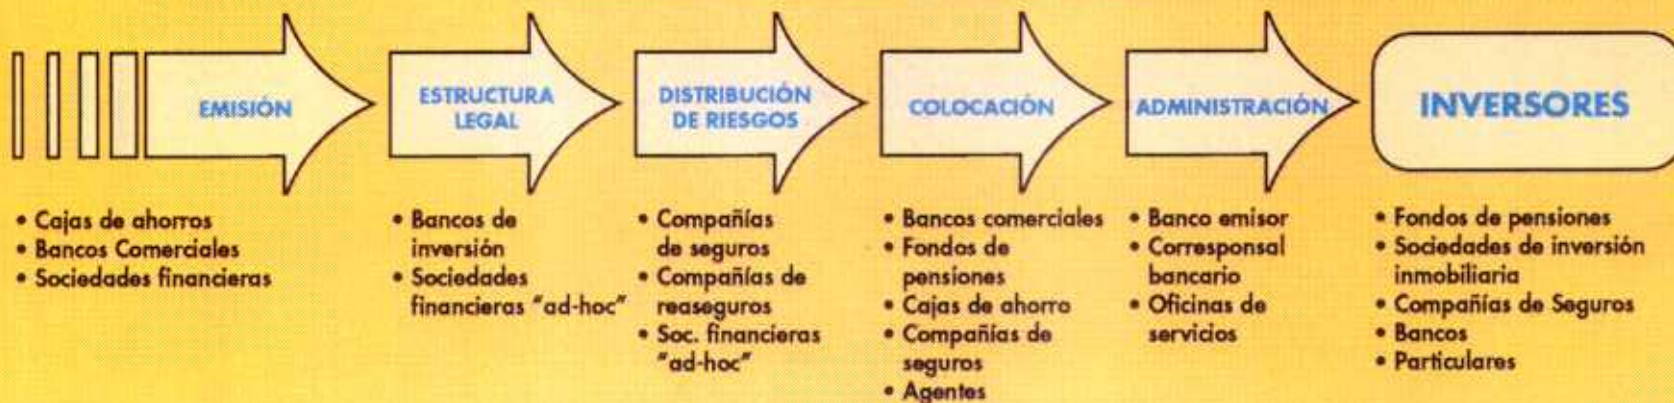 EMISIÓN
ESTRUCTURA
LEGAL
DISTRIBUCIÓN
DE RIESGOS
COLOCACIÓN
ADMINISTRACIÓN
INVERSORES
• Cajas de ahorros
• Bancos Comerciales
• Sociedades financieras
• Bancos de
inversión
• Sociedades
financieras "ad-hoc"
• Compañías
de seguros
• Compañías de
reaseguros
• Soc. financieras
"ad-hoc"
• Bancos comerciales
• Fondos de
pensiones
• Cajas de ahorro
• Compañías de
seguros
• Agentes
• Banco emisor
• Corresponsal
bancario
• Oficinas de
servicios
• Fondos de pensiones
• Sociedades de inversión
inmobiliaria
• Compañías de Seguros
• Bancos
• Particulares